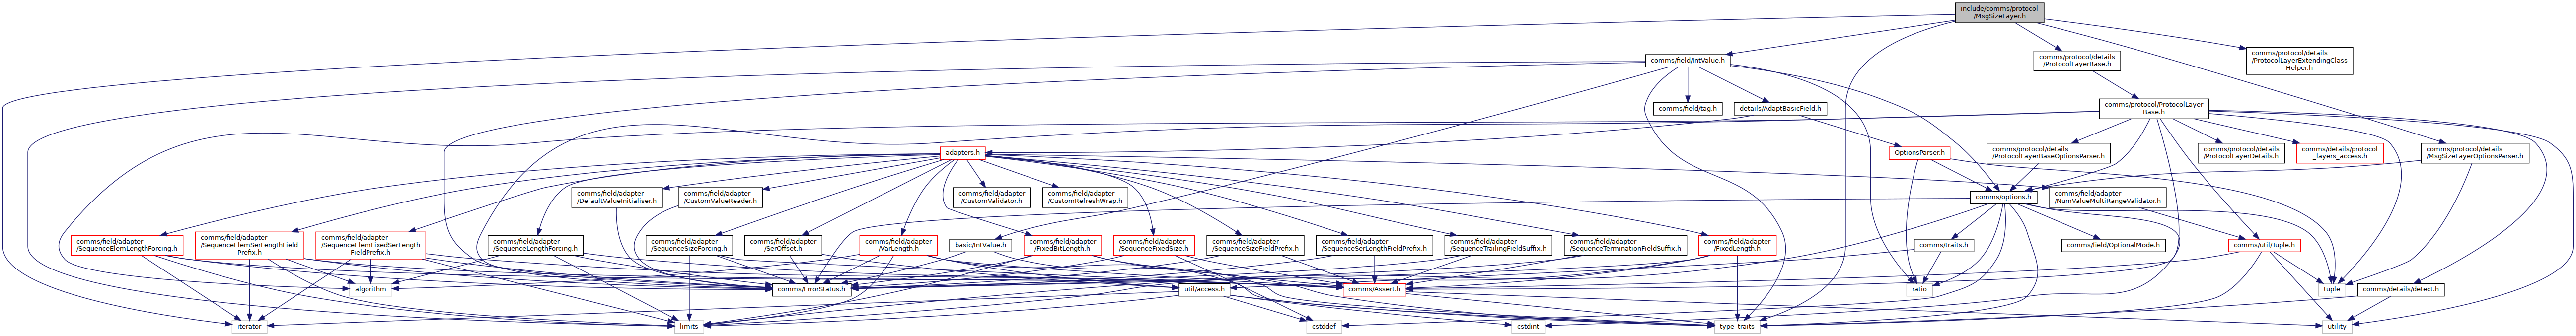 include/comms/protocol
/MsgSizeLayer.h
comms/field/IntValue.h
comms/protocol/details
/ProtocolLayerBase.h
comms/protocol/details
/ProtocolLayerExtendingClass
Helper.h
comms/field/tag.h
details/AdaptBasicField.h
comms/protocol/ProtocolLayer
Base.h
adapters.h
OptionsParser.h
comms/protocol/details
/ProtocolLayerBaseOptionsParser.h
comms/protocol/details
/ProtocolLayerDetails.h
comms/details/protocol
_layers_access.h
comms/protocol/details
/MsgSizeLayerOptionsParser.h
comms/field/adapter
/DefaultValueInitialiser.h
comms/field/adapter
/CustomValueReader.h
comms/field/adapter
/CustomValidator.h
comms/field/adapter
/CustomRefreshWrap.h
comms/options.h
comms/field/adapter
/NumValueMultiRangeValidator.h
comms/field/adapter
/SequenceElemLengthForcing.h
comms/field/adapter
/SequenceElemSerLengthField
Prefix.h
comms/field/adapter
/SequenceElemFixedSerLength
FieldPrefix.h
comms/field/adapter
/SequenceLengthForcing.h
comms/field/adapter
/SequenceSizeForcing.h
comms/field/adapter
/SerOffset.h
comms/field/adapter
/VarLength.h
basic/IntValue.h
comms/field/adapter
/FixedBitLength.h
comms/field/adapter
/SequenceFixedSize.h
comms/field/adapter
/SequenceSizeFieldPrefix.h
comms/field/adapter
/SequenceSerLengthFieldPrefix.h
comms/field/adapter
/SequenceTrailingFieldSuffix.h
comms/field/adapter
/SequenceTerminationFieldSuffix.h
comms/field/adapter
/FixedLength.h
comms/traits.h
comms/field/OptionalMode.h
comms/util/Tuple.h
algorithm
comms/ErrorStatus.h
util/access.h
comms/Assert.h
ratio
tuple
comms/details/detect.h
iterator
limits
cstddef
cstdint
type_traits
utility